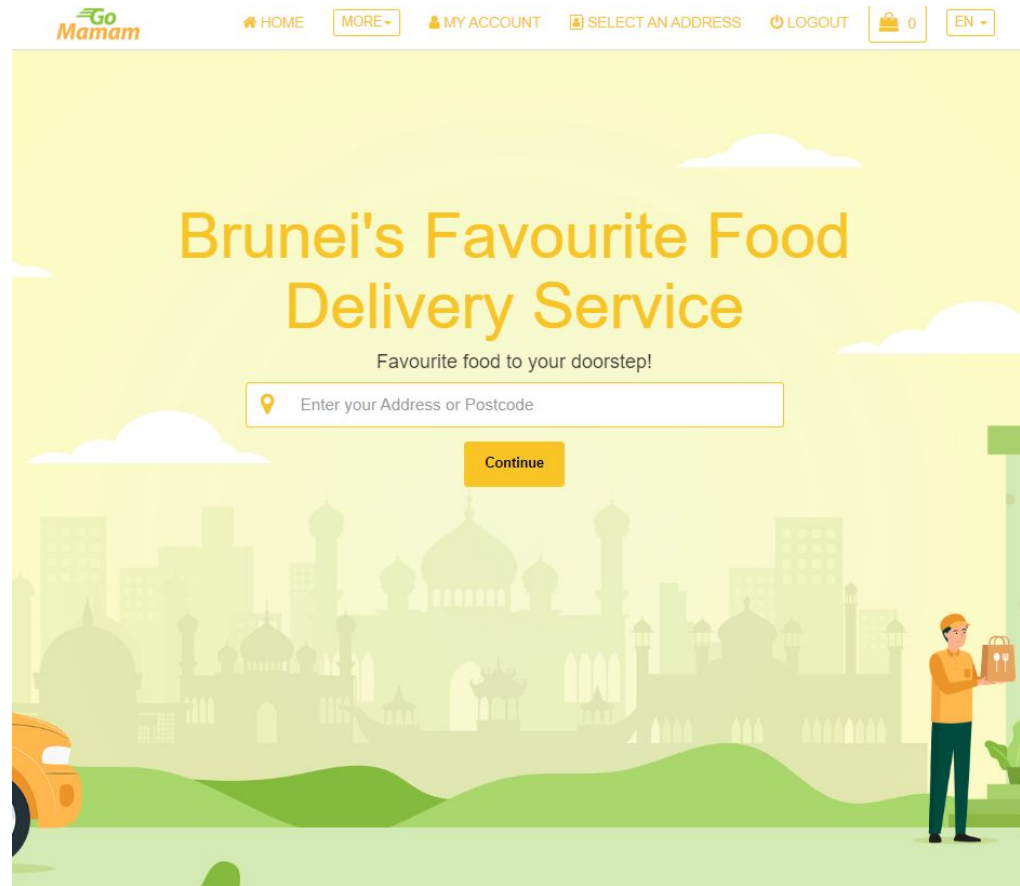 Go
Mamam
HOME
MORE
MY ACCOUNT
SELECT AN ADDRESS
LOGOUT
0
EN
Brunei's Favourite Food
Delivery Service
Favourite food to your doorstep!
Enter your Address or Postcode
Continue